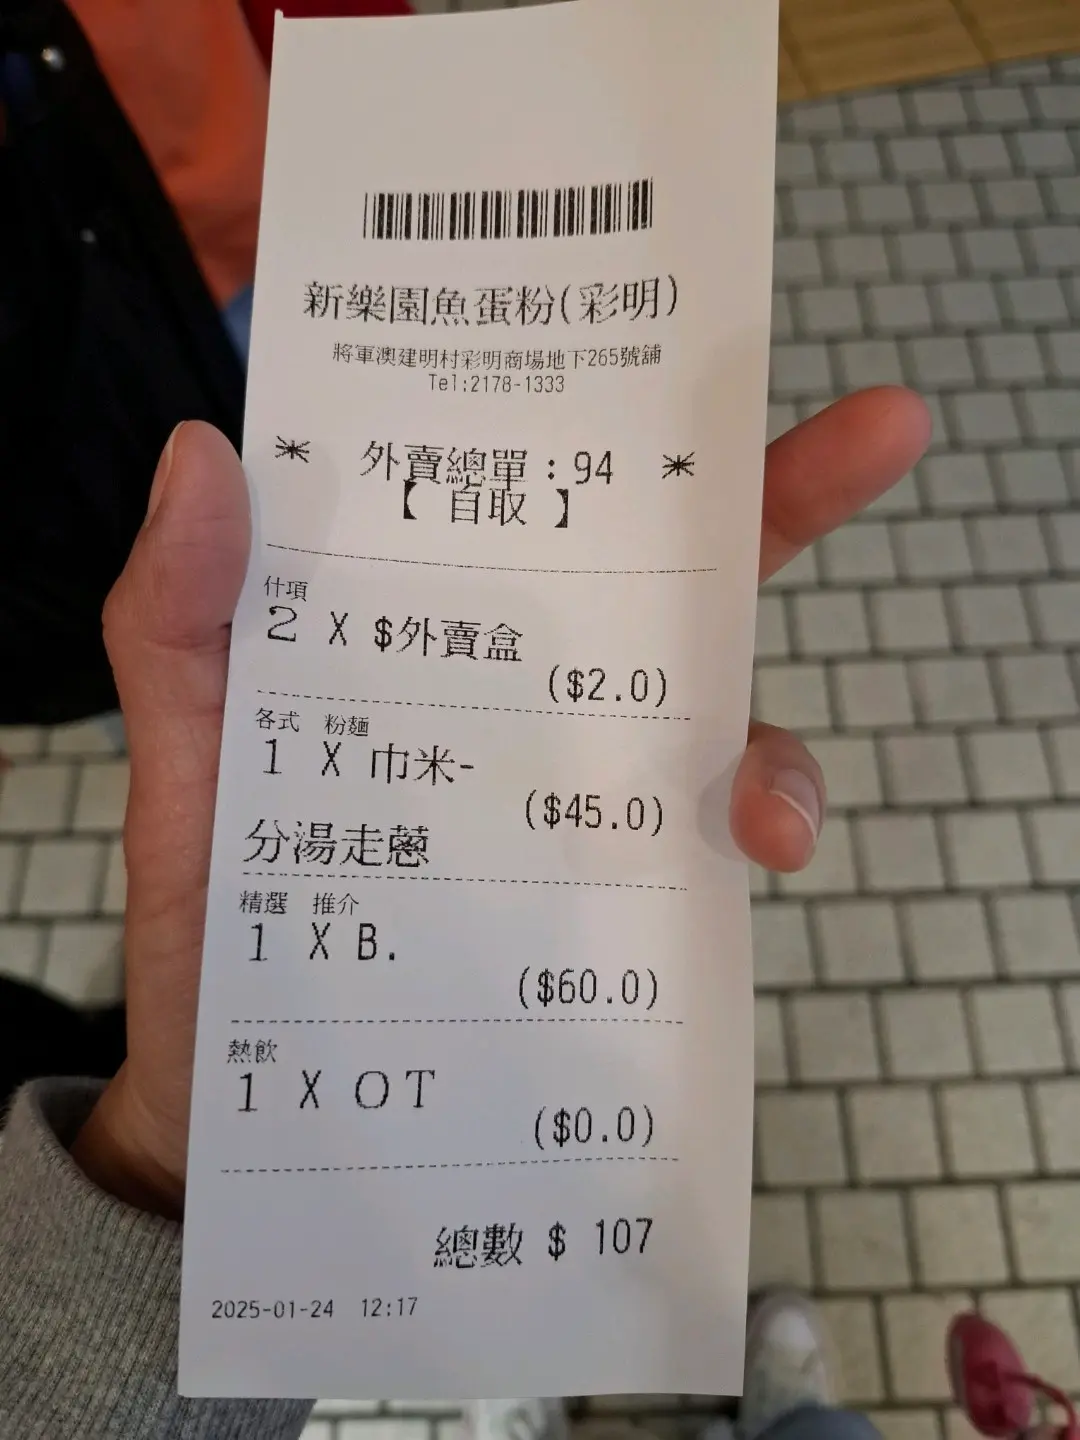 新樂園魚蛋粉(彩明)
將軍澳建明村彩明商場地下265號舖
Tel:2178-1333
* 外賣總單:94 *
【 自取 】
什項
2 X $外賣盒
($2.0)
各式 粉麵
1 X 巾米-
($45.0)
分湯走蔥
精選 推介
1 X B.
($60.0)
熱飲
1 X OT
($0.0)
總數 $ 107
2025-01-24 12:17